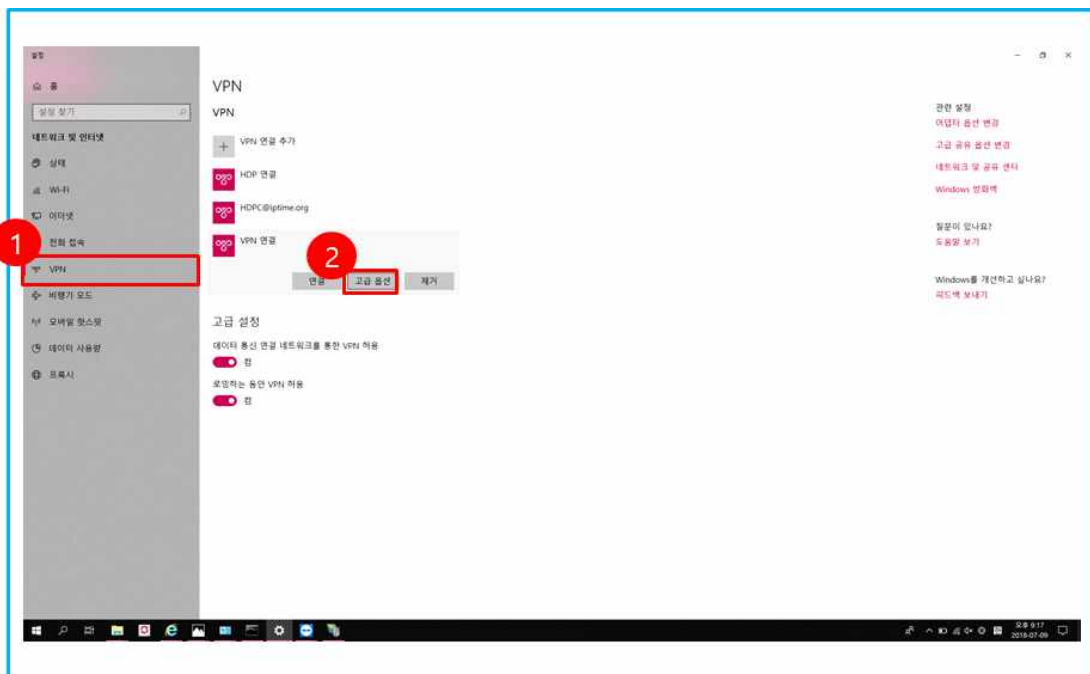 설정
홈
설정 찾기
네트워크 및 인터넷
상태
Wi-Fi
이더넷
1
전화 접속
VPN
비행기 모드
모바일 핫스팟
데이터 사용량
프록시
VPN
VPN
VPN 연결 추가
HDP 연결
HDPC@iptime.org
VPN 연결
2
연결 고급 옵션 제거
고급 설정
데이터 통신 연결 네트워크를 통한 VPN 허용
켬
로밍하는 동안 VPN 허용
켬
관련 설정
어댑터 옵션 변경
고급 공유 옵션 변경
네트워크 및 공유 센터
Windows 방화벽
질문이 있나요?
도움말 보기
Windows를 개선하고 싶나요?
피드백 보내기
오후 9:17
2018-07-09